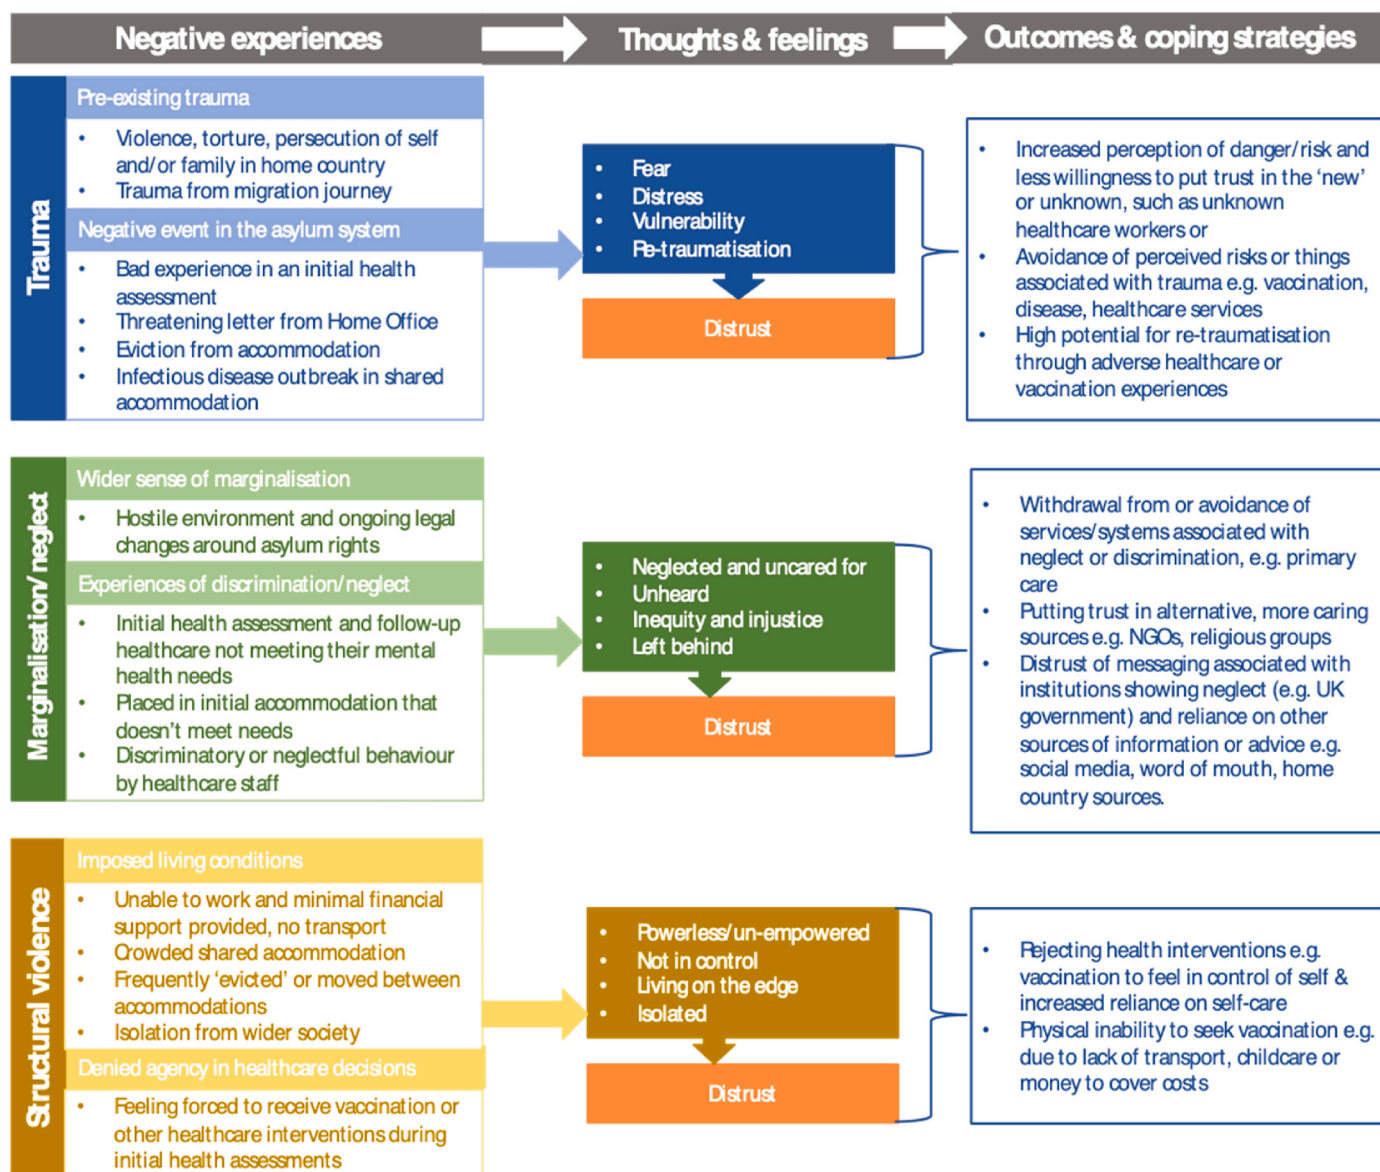 Negative experiences
Thoughts & feelings
Outcomes & coping strategies
Trauma
Pre-existing trauma
• Violence, torture, persecution of self
and/or family in home country
• Trauma from migration journey
Negative event in the asylum system
• Bad experience in an initial health
assessment
• Threatening letter from Home Office
• Eviction from accommodation
• Infectious disease outbreak in shared
accommodation
• Fear
• Distress
• Vulnerability
• Re-traumatisation
Distrust
• Increased perception of danger/risk and
less willingness to put trust in the ‘new’
or unknown, such as unknown
healthcare workers or
• Avoidance of perceived risks or things
associated with trauma e.g. vaccination,
disease, healthcare services
• High potential for re-traumatisation
through adverse healthcare or
vaccination experiences
Marginalisation/neglect
Wider sense of marginalisation
• Hostile environment and ongoing legal
changes around asylum rights
Experiences of discrimination/neglect
• Initial health assessment and follow-up
healthcare not meeting their mental
health needs
• Placed in initial accommodation that
doesn’t meet needs
• Discriminatory or neglectful behaviour
by healthcare staff
• Neglected and uncared for
• Unheard
• Inequity and injustice
• Left behind
Distrust
• Withdrawal from or avoidance of
services/systems associated with
neglect or discrimination, e.g. primary
care
• Putting trust in alternative, more caring
sources e.g. NGOs, religious groups
• Distrust of messaging associated with
institutions showing neglect (e.g. UK
government) and reliance on other
sources of information or advice e.g.
social media, word of mouth, home
country sources.
Structural violence
Imposed living conditions
• Unable to work and minimal financial
support provided, no transport
• Crowded shared accommodation
• Frequently ‘evicted’ or moved between
accommodations
• Isolation from wider society
Denied agency in healthcare decisions
• Feeling forced to receive vaccination or
other healthcare interventions during
initial health assessments
• Powerless/un-empowered
• Not in control
• Living on the edge
• Isolated
Distrust
• Rejecting health interventions e.g.
vaccination to feel in control of self &
increased reliance on self-care
• Physical inability to seek vaccination e.g.
due to lack of transport, childcare or
money to cover costs